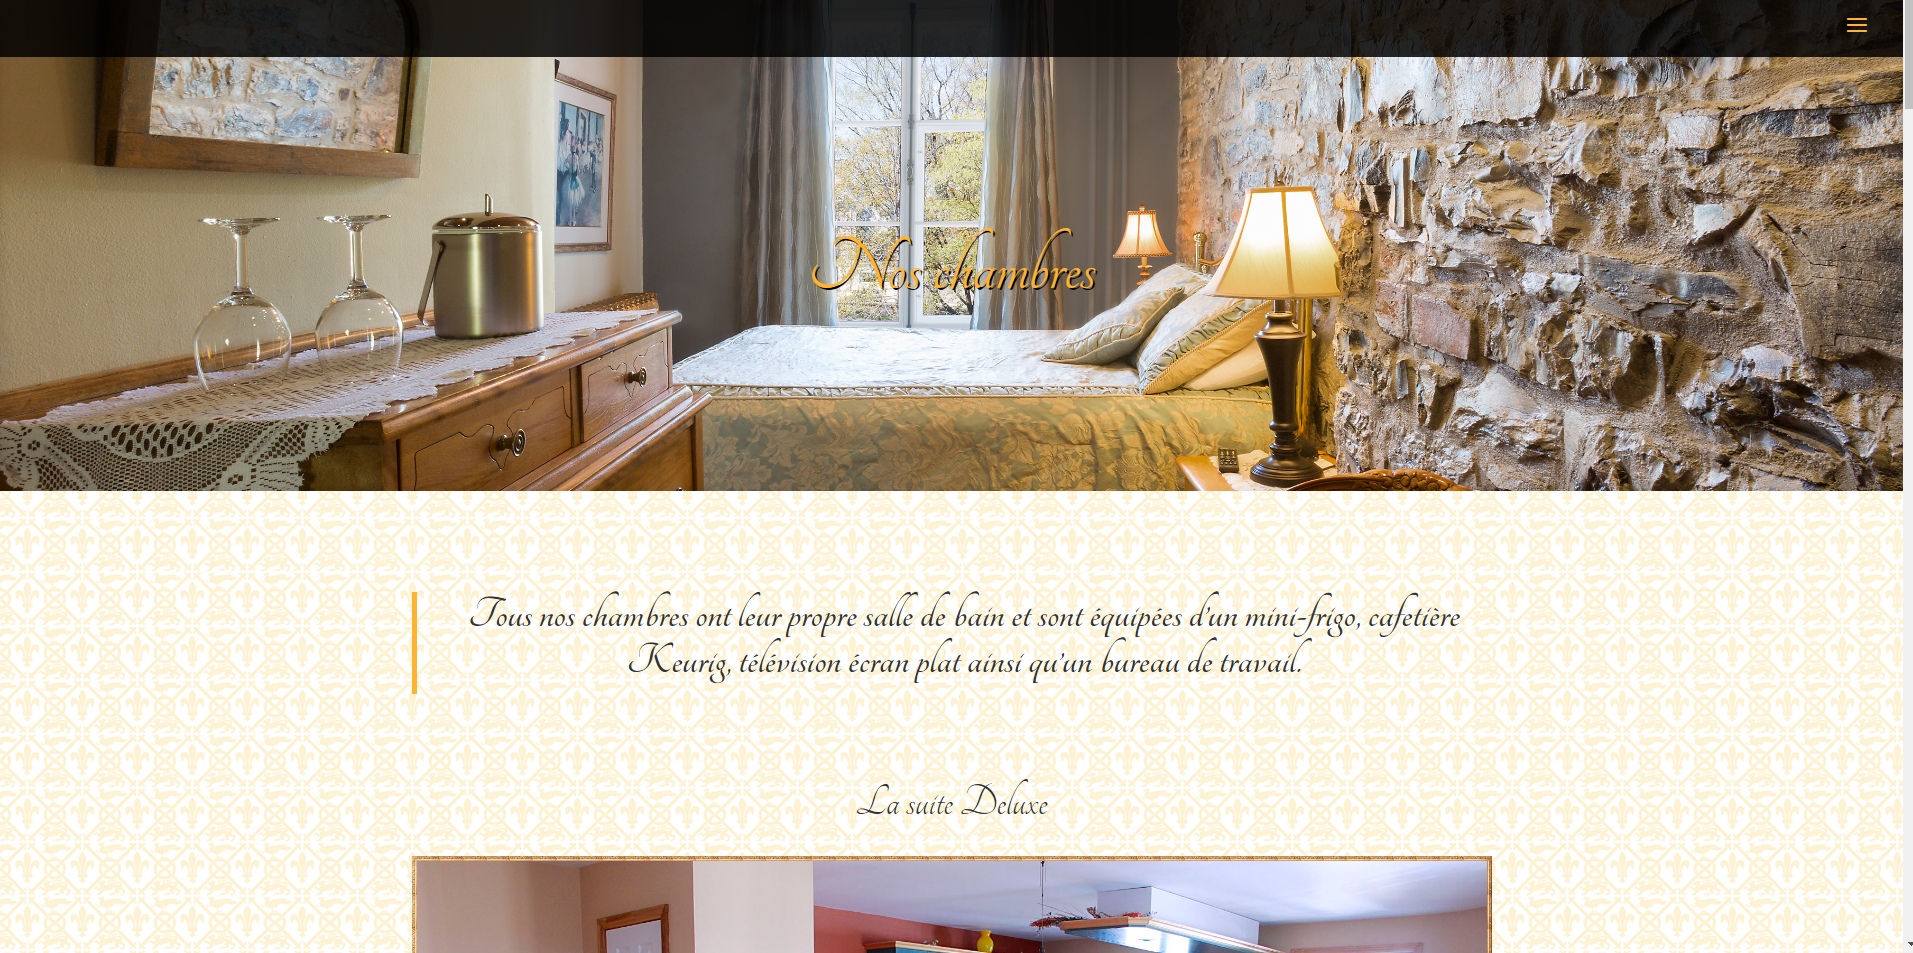 Nos chambres
Tous nos chambres ont leur propre salle de bain et sont équipées d'un mini-frigo, cafetière
Keurig, télévision écran plat ainsi qu'un bureau de travail.
La suite Deluxe